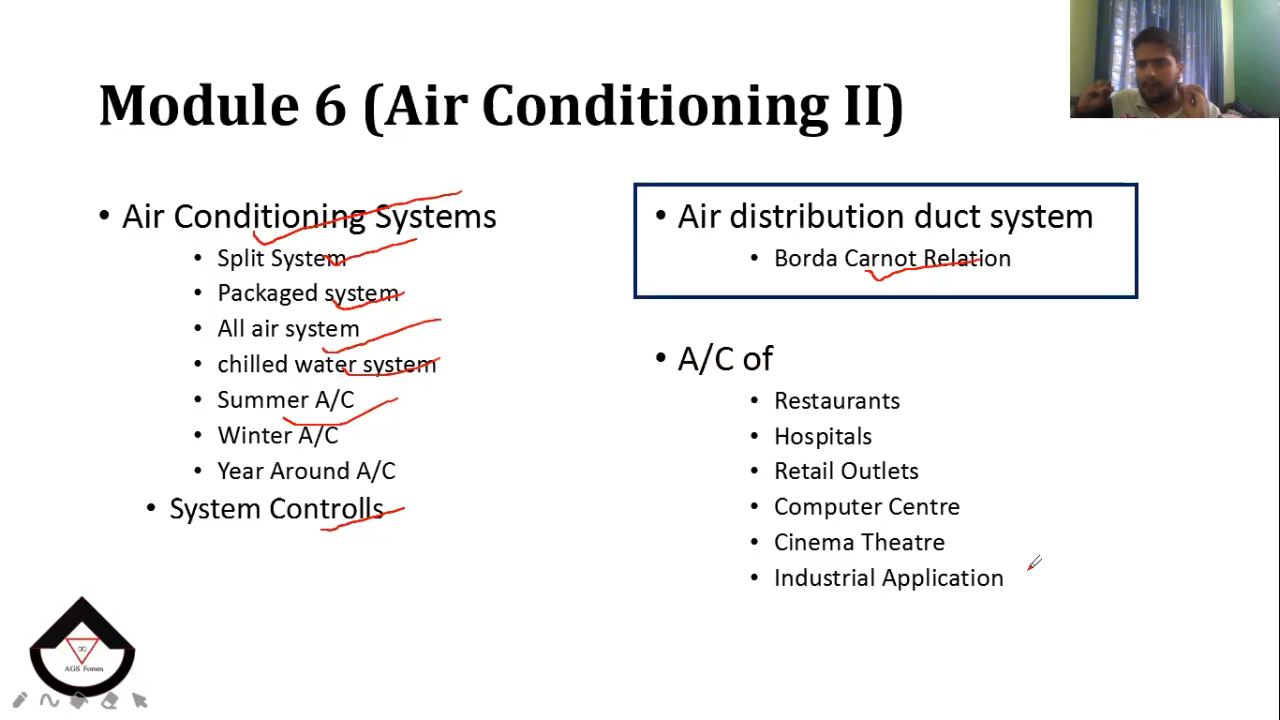 Module 6 (Air Conditioning II)
• Air Conditioning Systems
• Split System
• Packaged system
• All air system
• chilled water system
• Summer A/C
• Winter A/C
• Year Around A/C
• System Controlls
• Air distribution duct system
• Borda Carnot Relation
• A/C of
• Restaurants
• Hospitals
• Retail Outlets
• Computer Centre
• Cinema Theatre
• Industrial Application
∞
AGS Forum